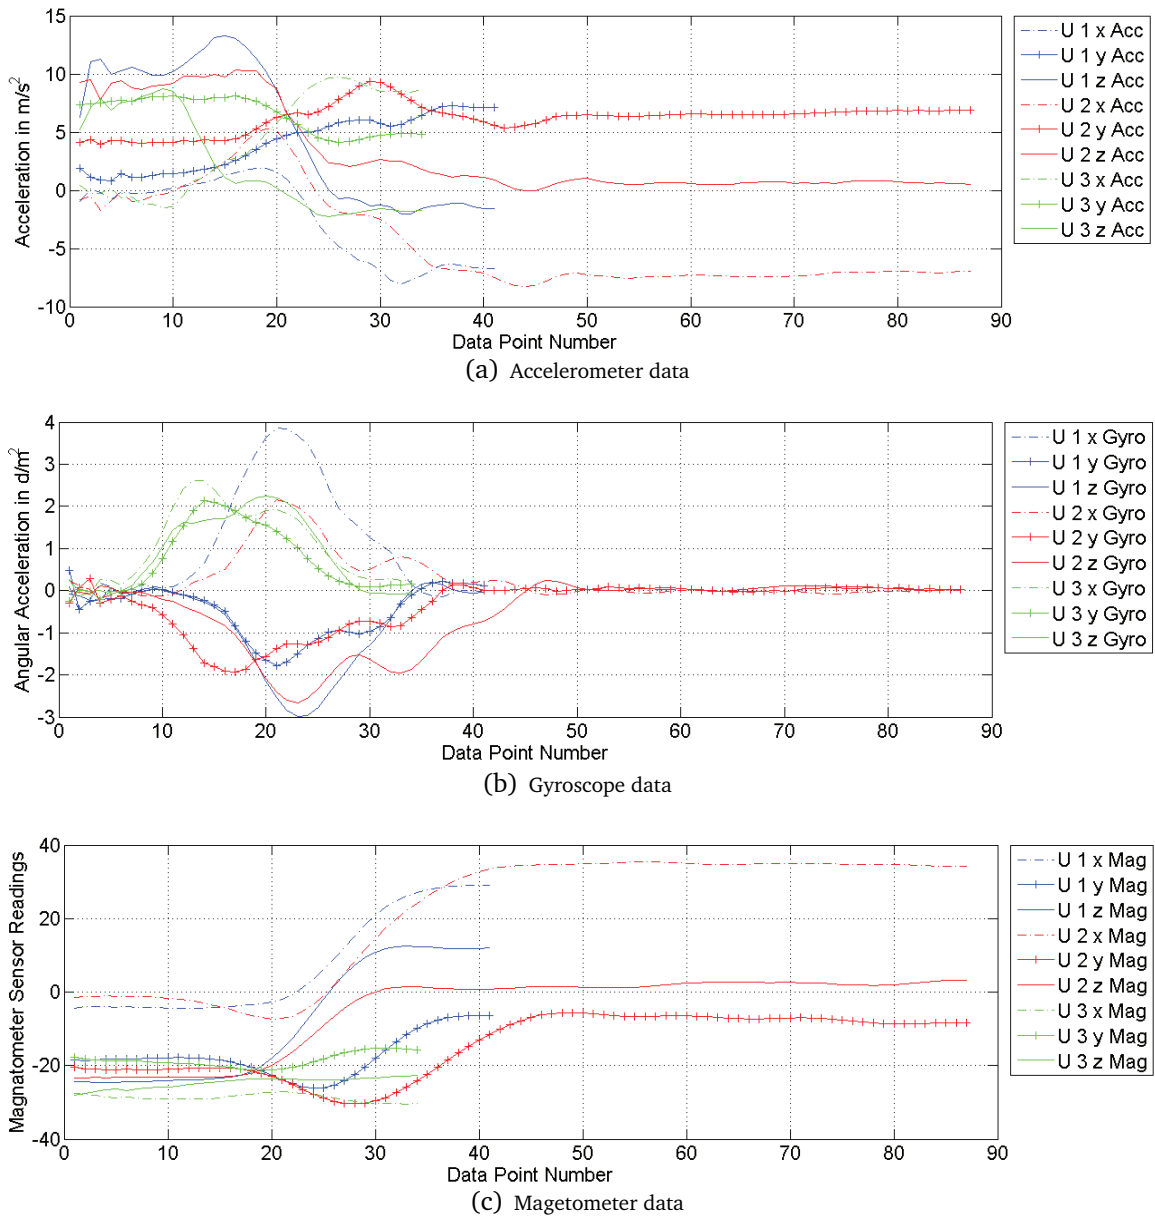 15
10
5
0
-5
-10
Acceleration in m/s²
0 10 20 30 40 50 60 70 80 90
Data Point Number
U 1 x Acc
U 1 y Acc
U 1 z Acc
U 2 x Acc
U 2 y Acc
U 2 z Acc
U 3 x Acc
U 3 y Acc
U 3 z Acc
(a) Accelerometer data
4
3
2
1
0
-1
-2
-3
Angular Acceleration in d/m²
0 10 20 30 40 50 60 70 80 90
Data Point Number
U 1 x Gyro
U 1 y Gyro
U 1 z Gyro
U 2 x Gyro
U 2 y Gyro
U 2 z Gyro
U 3 x Gyro
U 3 y Gyro
U 3 z Gyro
(b) Gyroscope data
40
20
0
-20
-40
Magnatometer Sensor Readings
0 10 20 30 40 50 60 70 80 90
Data Point Number
U 1 x Mag
U 1 y Mag
U 1 z Mag
U 2 x Mag
U 2 y Mag
U 2 z Mag
U 3 x Mag
U 3 y Mag
U 3 z Mag
(c) Magetometer data